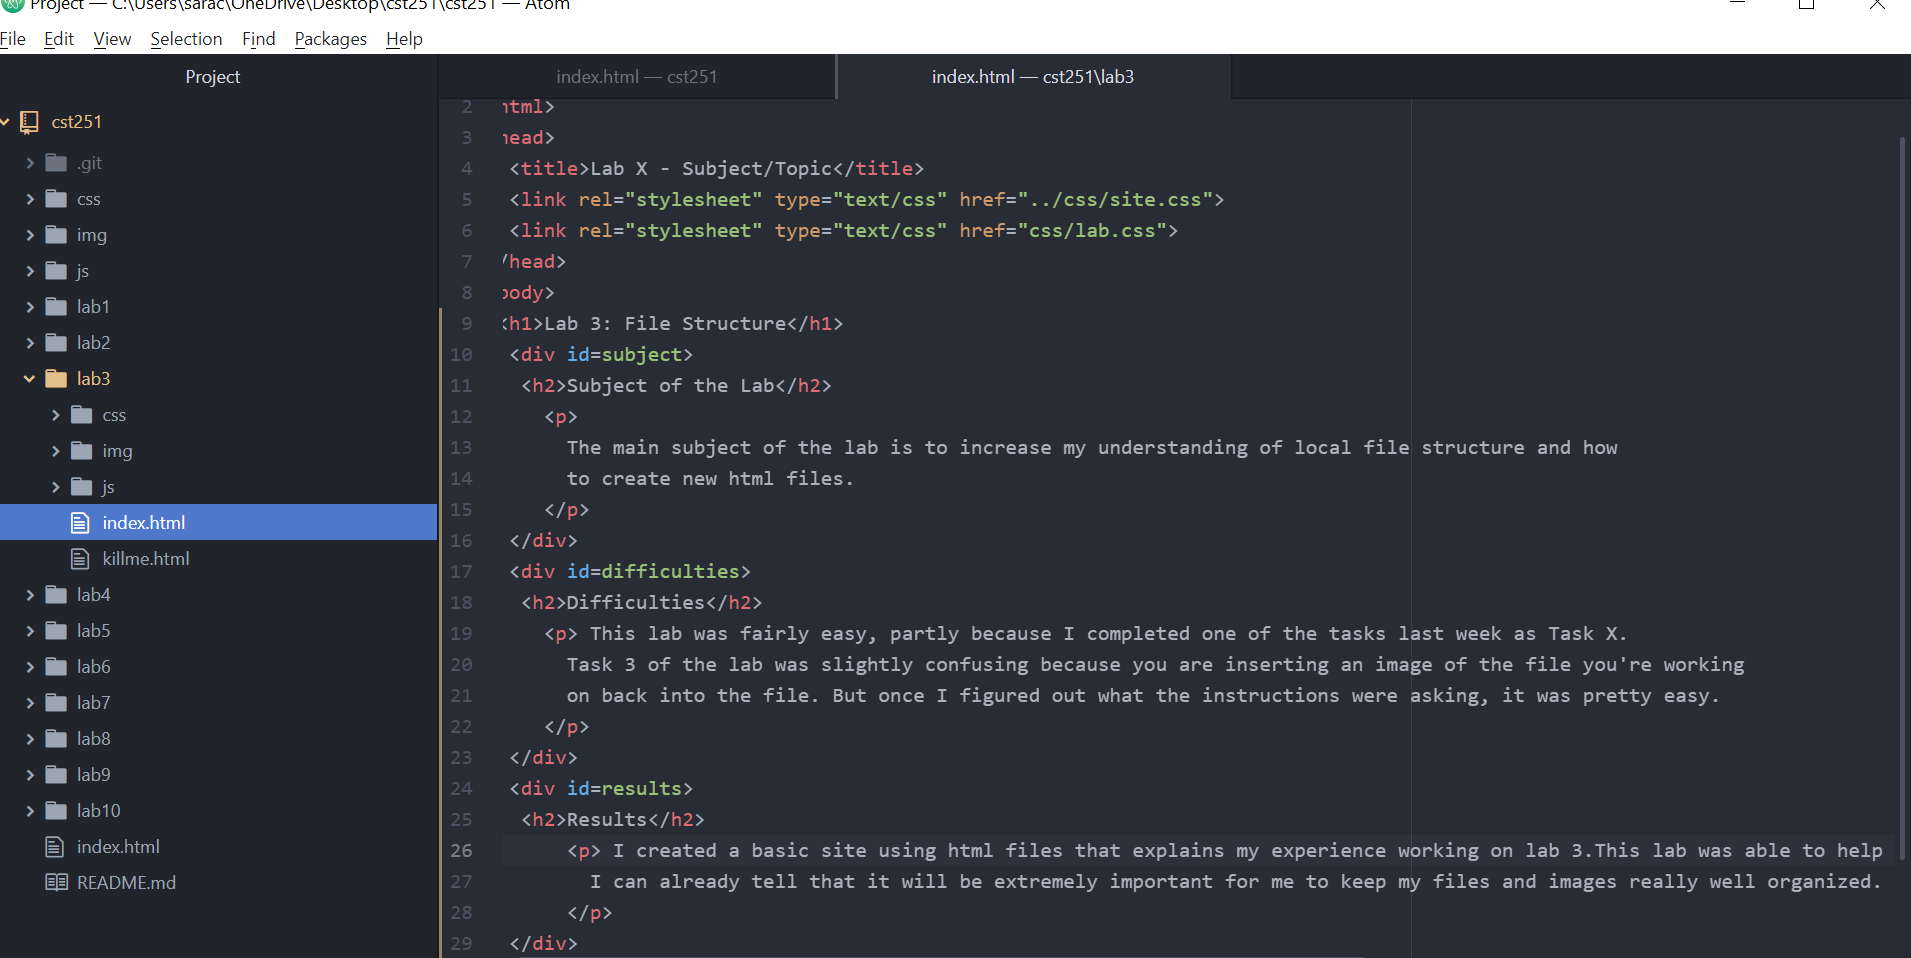 Project — C:\Users\sarac\OneDrive\Desktop\cst251\cst251 — Atom
File Edit View Selection Find Packages Help
Project
index.html — cst251
index.html — cst251\lab3
cst251
.git
css
img
js
lab1
lab2
lab3
css
img
js
index.html
killme.html
lab4
lab5
lab6
lab7
lab8
lab9
lab10
index.html
README.md
2 html>
3 head>
4 <title>Lab X - Subject/Topic</title>
5 <link rel="stylesheet" type="text/css" href="../css/site.css">
6 <link rel="stylesheet" type="text/css" href="css/lab.css">
7 /head>
8 body>
9 <h1>Lab 3: File Structure</h1>
10 <div id=subject>
11 <h2>Subject of the Lab</h2>
12 <p>
13 The main subject of the lab is to increase my understanding of local file structure and how
14 to create new html files.
15 </p>
16 </div>
17 <div id=difficulties>
18 <h2>Difficulties</h2>
19 <p> This lab was fairly easy, partly because I completed one of the tasks last week as Task X.
20 Task 3 of the lab was slightly confusing because you are inserting an image of the file you're working
21 on back into the file. But once I figured out what the instructions were asking, it was pretty easy.
22 </p>
23 </div>
24 <div id=results>
25 <h2>Results</h2>
26 <p> I created a basic site using html files that explains my experience working on lab 3.This lab was able to help
27 I can already tell that it will be extremely important for me to keep my files and images really well organized.
28 </p>
29 </div>